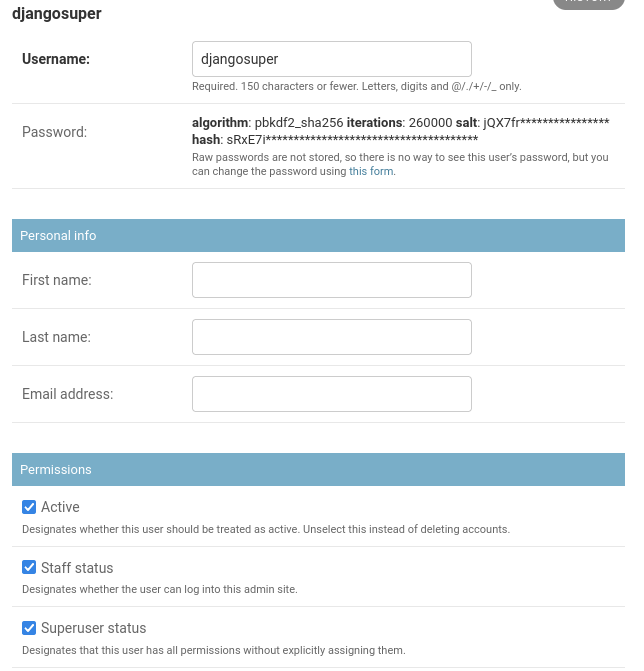 djangosuper
HISTORY
Username:
djangosuper
Required. 150 characters or fewer. Letters, digits and @/./+/-/_ only.
Password:
algorithm: pbkdf2_sha256 iterations: 260000 salt: jQX7fr****************
hash: sRxE7i**************************************
Raw passwords are not stored, so there is no way to see this user's password, but you
can change the password using this form.
Personal info
First name:
Last name:
Email address:
Permissions
Active
Designates whether this user should be treated as active. Unselect this instead of deleting accounts.
Staff status
Designates whether the user can log into this admin site.
Superuser status
Designates that this user has all permissions without explicitly assigning them.